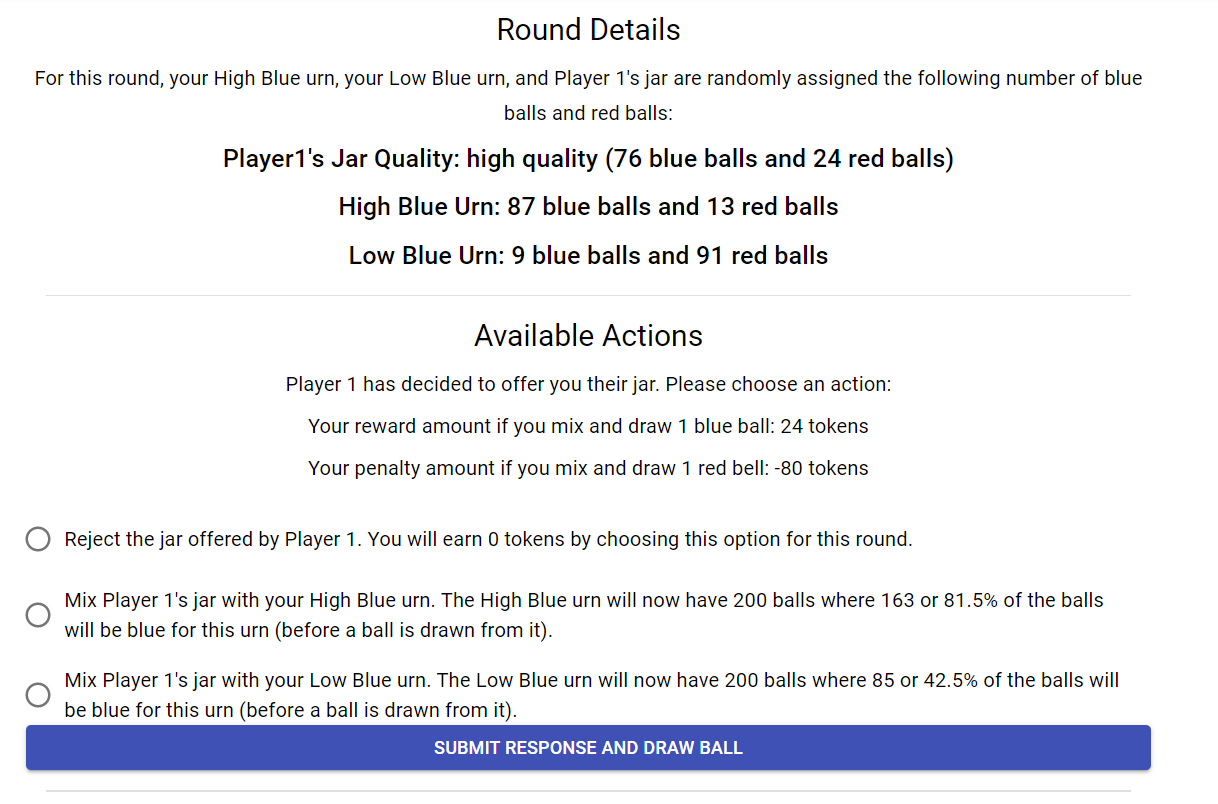 Round Details
For this round, your High Blue urn, your Low Blue urn, and Player 1's jar are randomly assigned the following number of blue
balls and red balls:
Player1's Jar Quality: high quality (76 blue balls and 24 red balls)
High Blue Urn: 87 blue balls and 13 red balls
Low Blue Urn: 9 blue balls and 91 red balls
Available Actions
Player 1 has decided to offer you their jar. Please choose an action:
Your reward amount if you mix and draw 1 blue ball: 24 tokens
Your penalty amount if you mix and draw 1 red bell: -80 tokens
Reject the jar offered by Player 1. You will earn 0 tokens by choosing this option for this round.
Mix Player 1's jar with your High Blue urn. The High Blue urn will now have 200 balls where 163 or 81.5% of the balls
will be blue for this urn (before a ball is drawn from it).
Mix Player 1's jar with your Low Blue urn. The Low Blue urn will now have 200 balls where 85 or 42.5% of the balls will
be blue for this urn (before a ball is drawn from it).
SUBMIT RESPONSE AND DRAW BALL